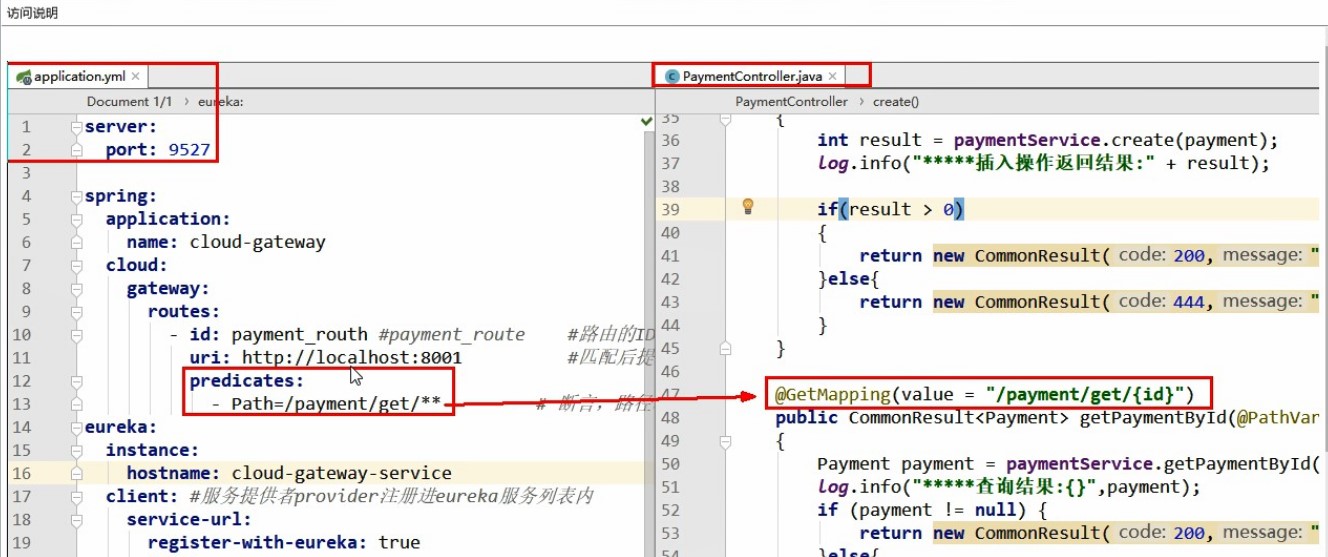 访问说明
application.yml ×
Document 1/1 › eureka:
1 server:
2 port: 9527
3
4 spring:
5 application:
6 name: cloud-gateway
7 cloud:
8 gateway:
9 routes:
10 - id: payment_routh #payment_route #路由的ID
11 uri: http://localhost:8001 #匹配后提
12 predicates:
13 - Path=/payment/get/** # 断言，路径
14 eureka:
15 instance:
16 hostname: cloud-gateway-service
17 client: #服务提供者provider注册进eureka服务列表内
18 service-url:
19 register-with-eureka: true
PaymentController.java ×
PaymentController › create()
35 {
36 int result = paymentService.create(payment);
37 log.info("*****插入操作返回结果:" + result);
38
39 if(result > 0)
40 {
41 return new CommonResult( code: 200, message: "
42 }else{
43 return new CommonResult( code: 444, message: "
44 }
45 }
46
47 @GetMapping(value = "/payment/get/{id}")
48 public CommonResult<Payment> getPaymentById(@PathVar
49 {
50 Payment payment = paymentService.getPaymentById(
51 log.info("*****查询结果:{}",payment);
52 if (payment != null) {
53 return new CommonResult( code: 200, message: "
54 }else{